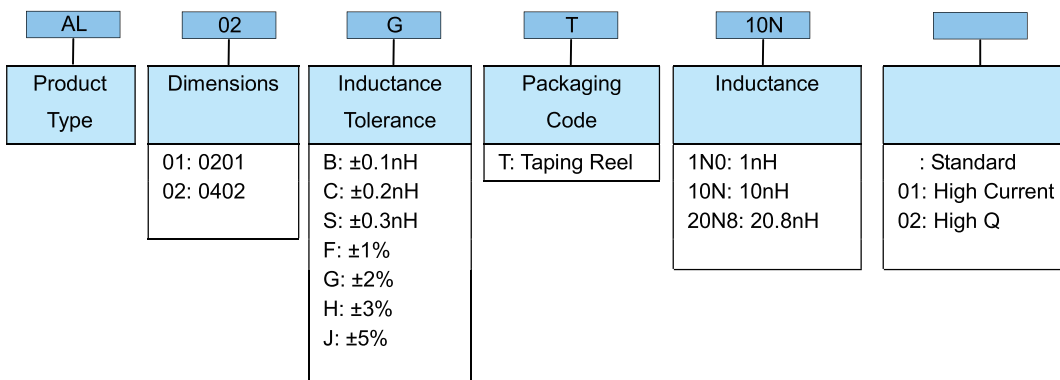 AL 02 G T 10N
Product Type
Dimensions
Inductance Tolerance
Packaging Code
Inductance
01: 0201
02: 0402
B: ±0.1nH
C: ±0.2nH
S: ±0.3nH
F: ±1%
G: ±2%
H: ±3%
J: ±5%
T: Taping Reel
1N0: 1nH
10N: 10nH
20N8: 20.8nH
: Standard
01: High Current
02: High Q